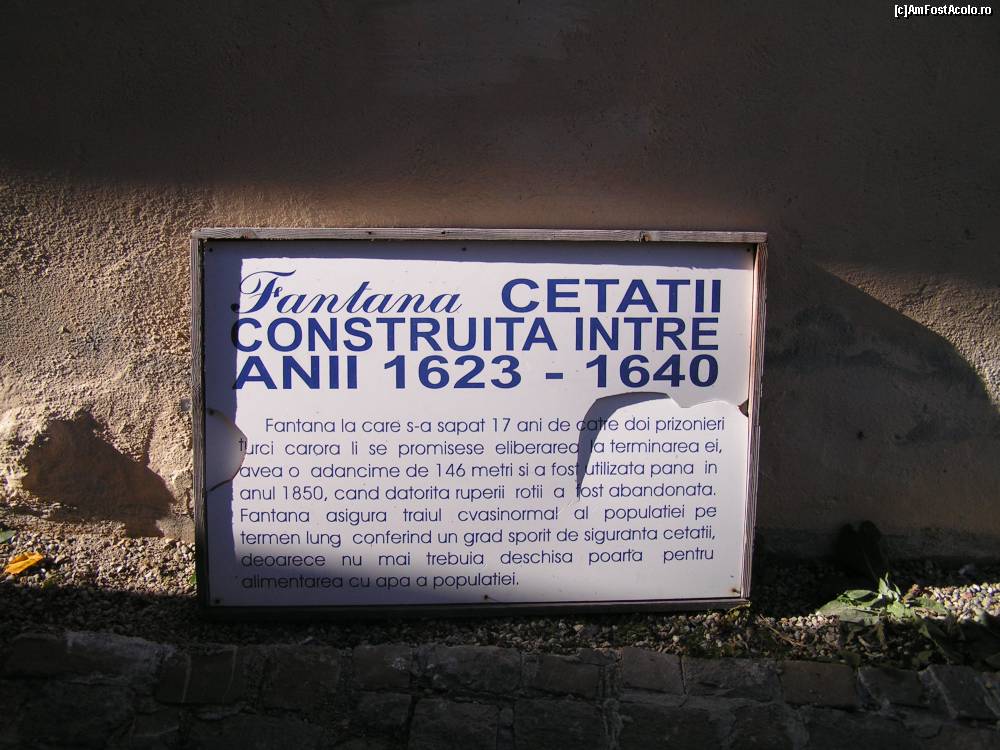 [c]AmFostAcolo.ro
Fantana CETATII
CONSTRUITA INTRE
ANII 1623 - 1640
Fantana la care s-a sapat 17 ani de catre doi prizonieri
turci carora li se promisese eliberarea la terminarea ei,
avea o adancime de 146 metri si a fost utilizata pana in
anul 1850, cand datorita ruperii rotii a fost abandonata.
Fantana asigura traiul cvasinormal al populatiei pe
termen lung conferind un grad sporit de siguranta cetatii,
deoarece nu mai trebuia deschisa poarta pentru
alimentarea cu apa a populatiei.